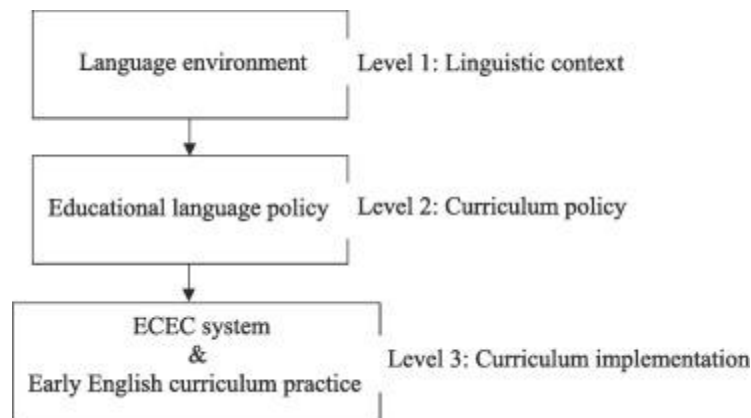 Language environment
Level 1: Linguistic context
Educational language policy
Level 2: Curriculum policy
ECEC system
&
Early English curriculum practice
Level 3: Curriculum implementation